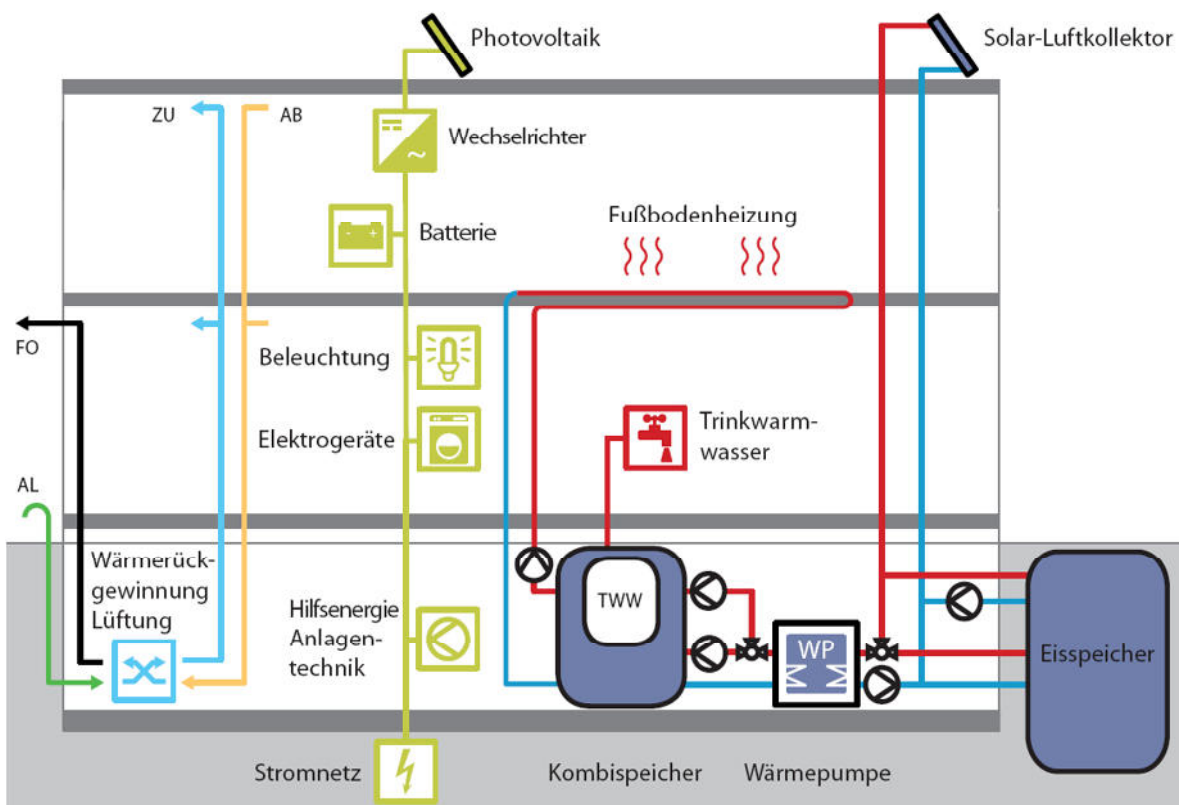 Photovoltaik
Solar-Luftkollektor
ZU
AB
Wechselrichter
Batterie
Fußbodenheizung
FO
Beleuchtung
Elektrogeräte
Trinkwarm-
wasser
AL
Wärmerück-
gewinnung
Lüftung
Hilfsenergie
Anlagen-
technik
TWW
WP
Eisspeicher
Stromnetz
Kombispeicher
Wärmepumpe